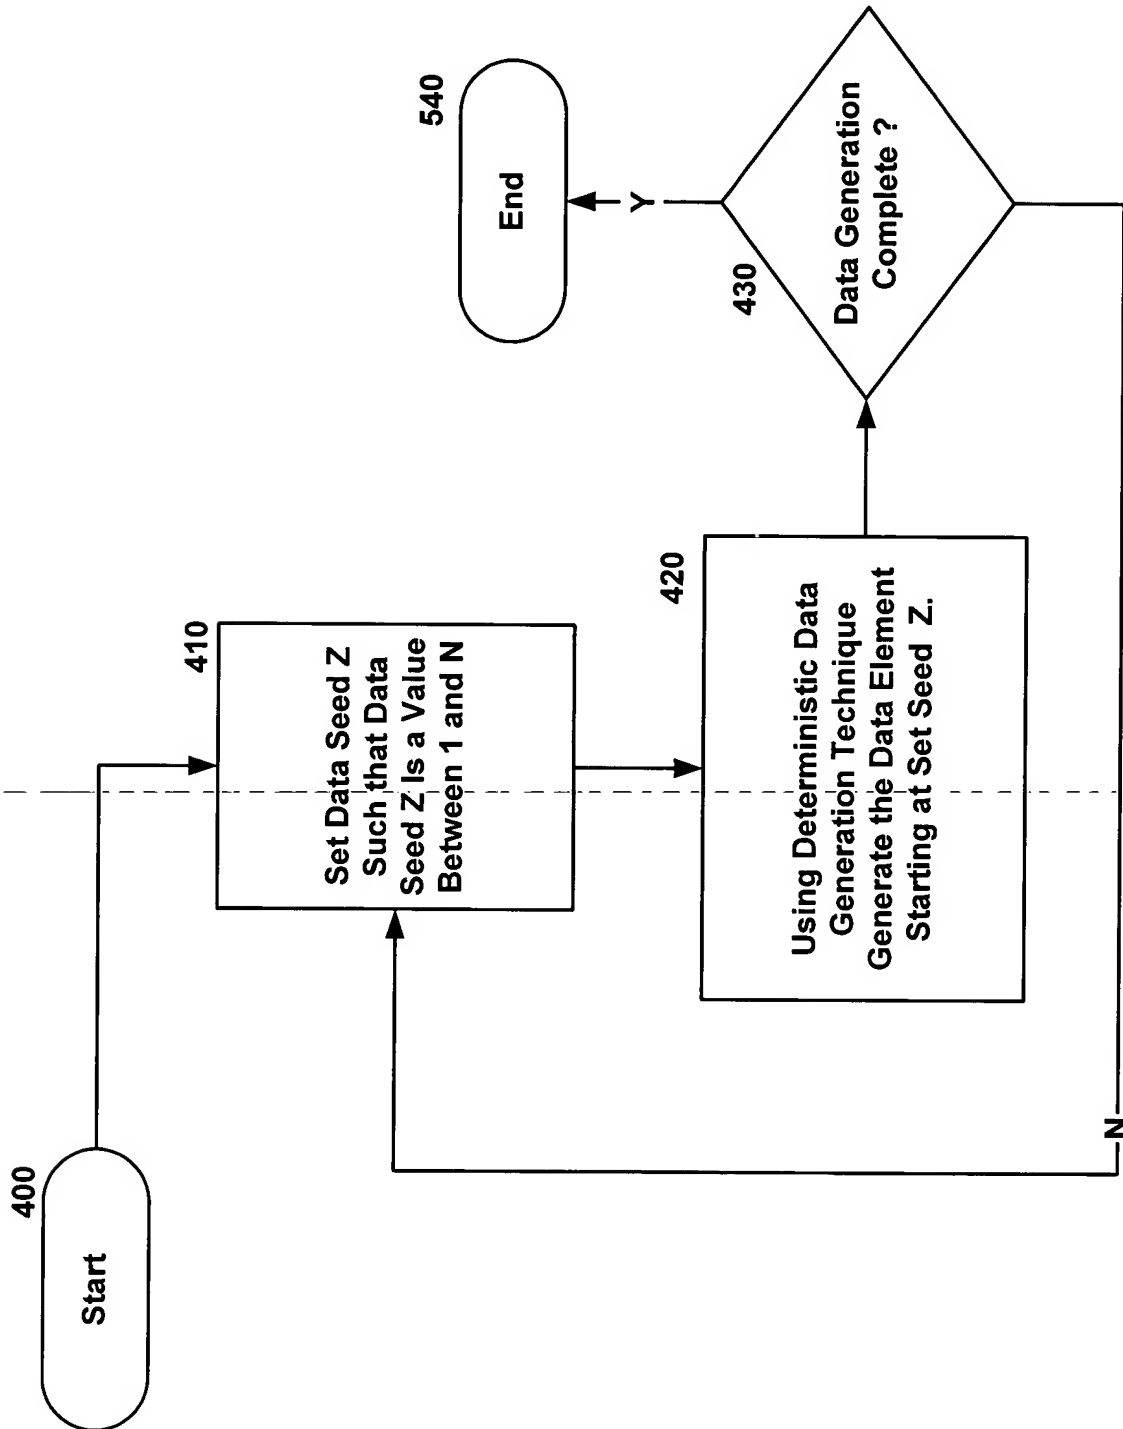 400
Start
410
Set Data Seed Z
Such that Data
Seed Z Is a Value
Between 1 and N
420
Using Deterministic Data
Generation Technique
Generate the Data Element
Starting at Set Seed Z.
430
Data Generation
Complete ?
Y
N
540
End